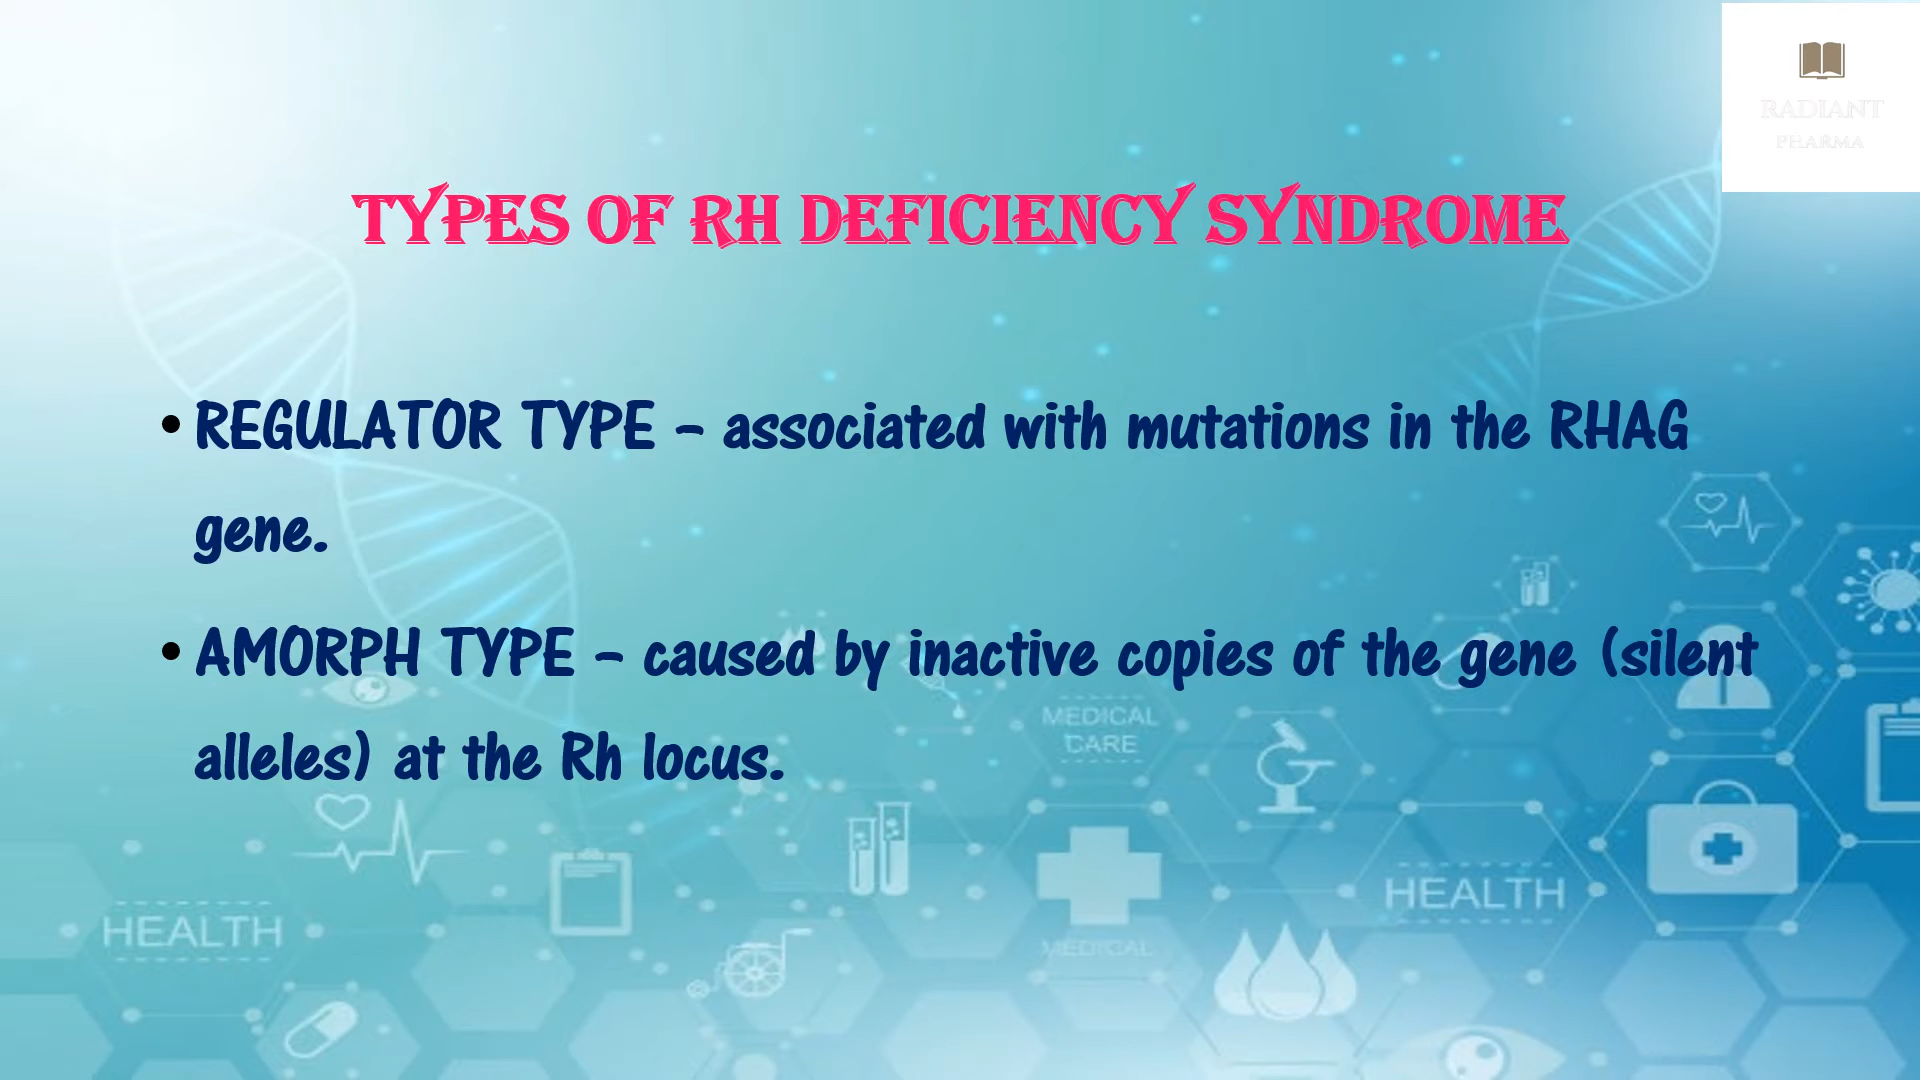 RADIANT
PHARMA
TYPES OF RH DEFICIENCY SYNDROME
• REGULATOR TYPE – associated with mutations in the RHAG
gene.
• AMORPH TYPE – caused by inactive copies of the gene (silent
alleles) at the Rh locus.
MEDICAL
CARE
HEALTH
HEALTH
MEDICAL